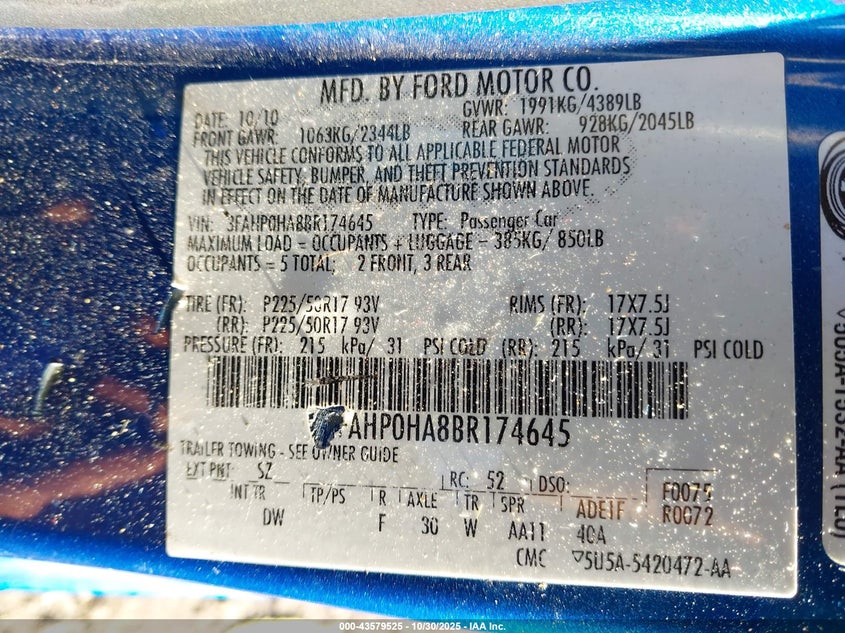 MFD. BY FORD MOTOR CO.
DATE: 10/10 GVWR: 1991KG/4389LB
FRONT GAWR: 1063KG/2344LB REAR GAWR: 928KG/2045LB
THIS VEHICLE CONFORMS TO ALL APPLICABLE FEDERAL MOTOR
VEHICLE SAFETY, BUMPER, AND THEFT PREVENTION STANDARDS
IN EFFECT ON THE DATE OF MANUFACTURE SHOWN ABOVE.
VIN: 3FAHP0HA8BR174645 TYPE: Passenger Car
MAXIMUM LOAD = OCCUPANTS + LUGGAGE = 385KG/ 850LB
OCCUPANTS = 5 TOTAL; 2 FRONT, 3 REAR
TIRE (FR): P225/50R17 93V RIMS (FR): 17X7.5J
(RR): P225/50R17 93V (RR): 17X7.5J
PRESSURE (FR): 215 kPa/ 31 PSI COLD (RR): 215 kPa/ 31 PSI COLD
AHP0HA8BR174645
TRAILER TOWING - SEE OWNER GUIDE
EXT PNT: SZ RC: 52 DSO: F0075
INT TR TP/PS R AXLE TR SPR ADE1F R0072
DW F 30 W AA11 40A
CMC ▽5U5A-5420472-AA
000-43579525 - 10/30/2025 - IAA Inc.